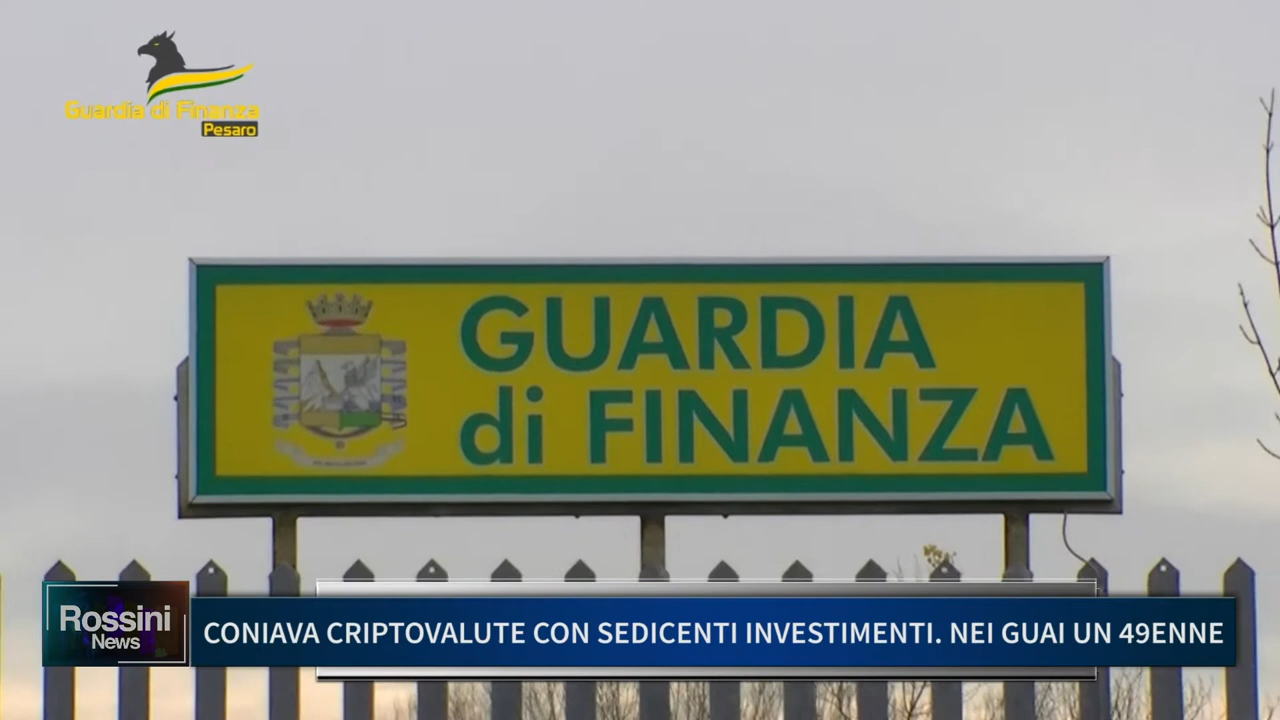 Guardia di Finanza
Pesaro
GUARDIA
di FINANZA
Rossini
News
CONIAVA CRIPTOVALUTE CON SEDICENTI INVESTIMENTI. NEI GUAI UN 49ENNE